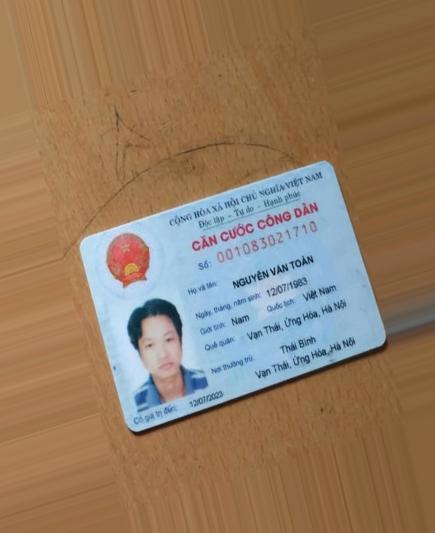 CỘNG HÒA XÃ HỘI CHỦ NGHĨA VIỆT NAM
Độc lập - Tự do - Hạnh phúc
CĂN CƯỚC CÔNG DÂN
Số: 001083021710
Họ và tên: NGUYỄN VĂN TOÀN
Ngày, tháng, năm sinh: 12/07/1983
Giới tính: Nam Quốc tịch: Việt Nam
Quê quán: Vạn Thái, Ứng Hòa, Hà Nội
Nơi thường trú: Thái Bình
Vạn Thái, Ứng Hòa, Hà Nội
Có giá trị đến: 12/07/2023